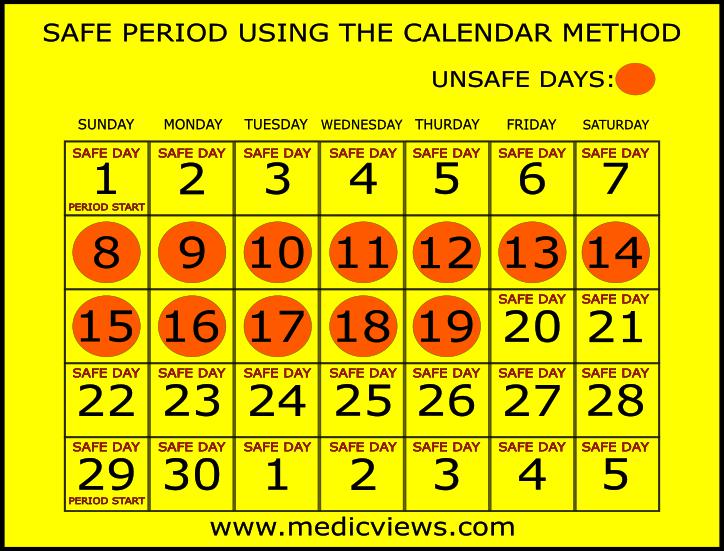 SAFE PERIOD USING THE CALENDAR METHOD
UNSAFE DAYS:
SUNDAY MONDAY TUESDAY WEDNESDAY THURDAY FRIDAY SATURDAY
SAFE DAY SAFE DAY SAFE DAY SAFE DAY SAFE DAY SAFE DAY SAFE DAY
1 2 3 4 5 6 7
PERIOD START
8 9 10 11 12 13 14
SAFE DAY SAFE DAY
15 16 17 18 19 20 21
SAFE DAY SAFE DAY SAFE DAY SAFE DAY SAFE DAY SAFE DAY SAFE DAY
22 23 24 25 26 27 28
SAFE DAY SAFE DAY SAFE DAY SAFE DAY SAFE DAY SAFE DAY SAFE DAY
29 30 1 2 3 4 5
PERIOD START
www.medicviews.com